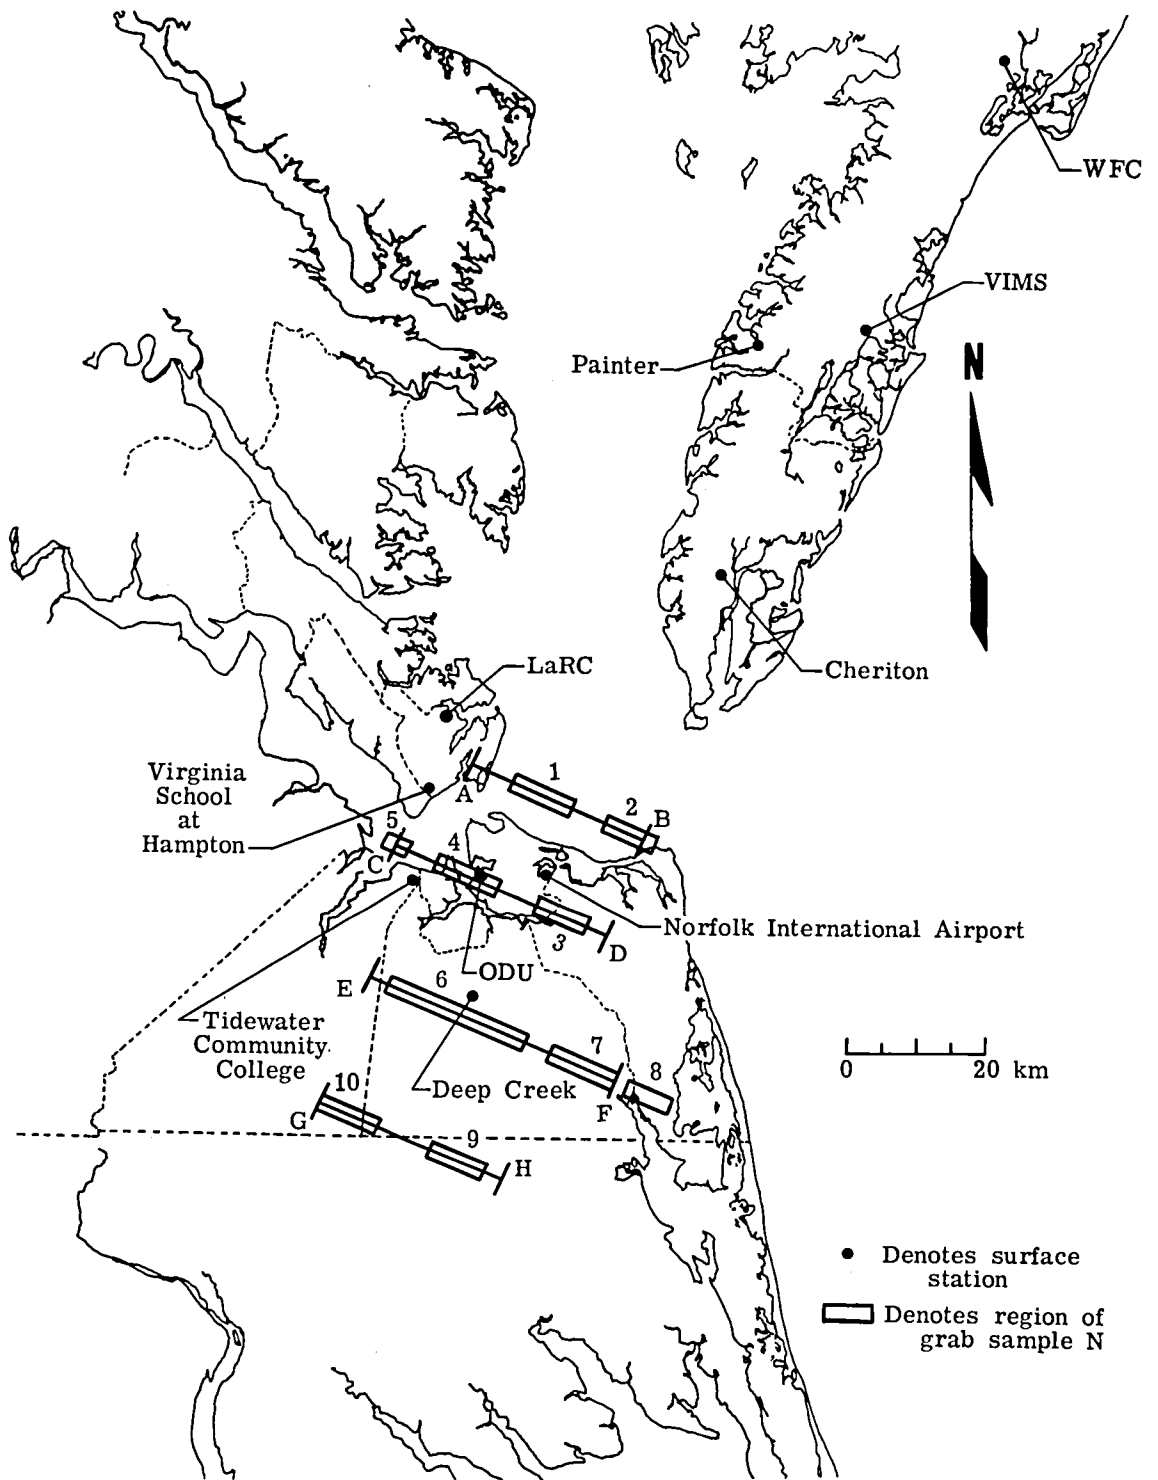 WFC
VIMS
Painter
N
LaRC
Cheriton
Virginia
School
at
Hampton
A
1
2
B
5
4
C
3
D
Norfolk International Airport
ODU
E
6
Tidewater
Community
College
Deep Creek
7
8
F
0 20 km
10
G
9
H
Denotes surface
station
Denotes region of
grab sample N